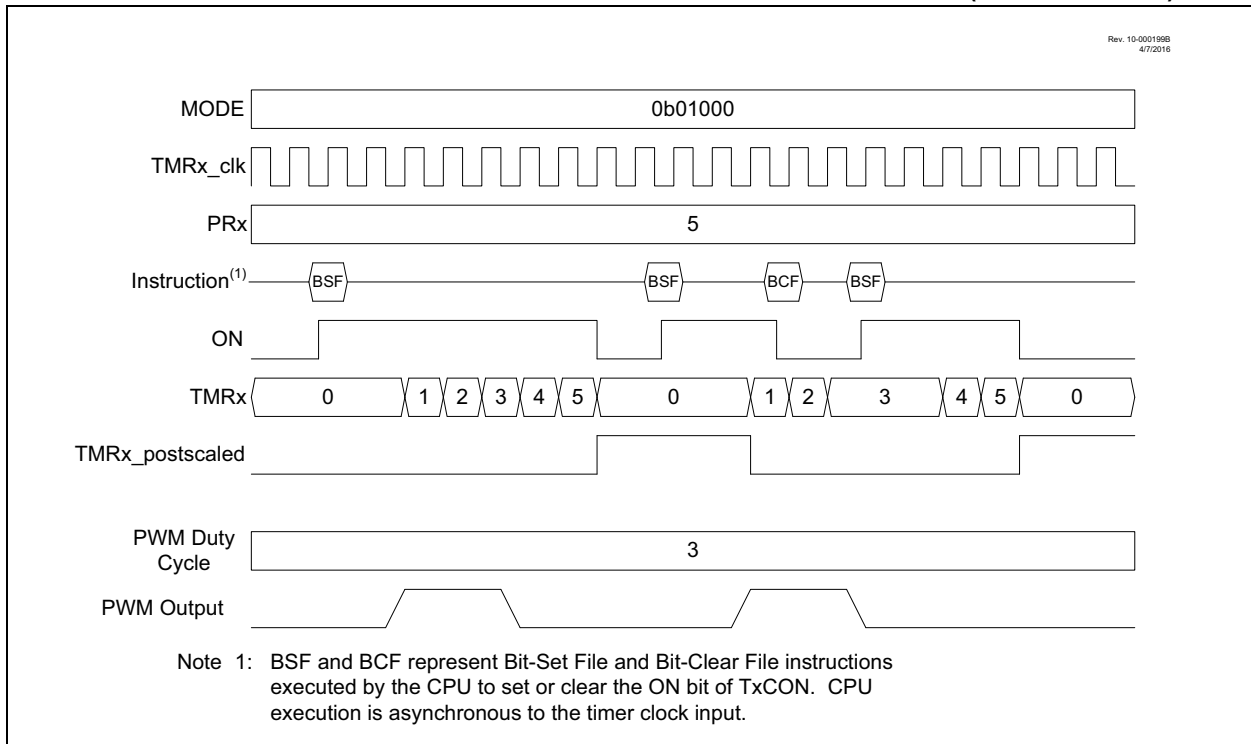 Rev. 10-000199B
4/7/2016
MODE 0b01000
TMRx_clk
PRx 5
Instruction(1) BSF BSF BCF BSF
ON
TMRx 0 1 2 3 4 5 0 1 2 3 4 5 0
TMRx_postscaled
PWM Duty
Cycle 3
PWM Output
Note 1: BSF and BCF represent Bit-Set File and Bit-Clear File instructions
executed by the CPU to set or clear the ON bit of TxCON. CPU
execution is asynchronous to the timer clock input.